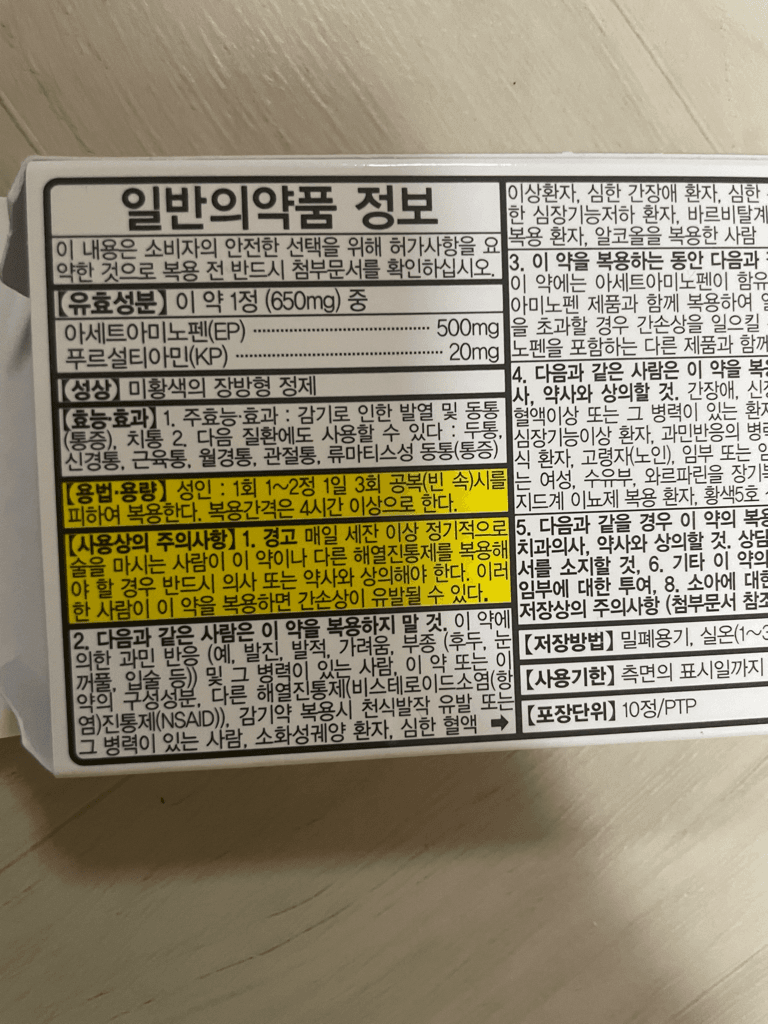 일반의약품 정보
이 내용은 소비자의 안전한 선택을 위해 허가사항을 요
약한 것으로 복용 전 반드시 첨부문서를 확인하십시오.
【유효성분】 이 약 1정 (650mg) 중
아세트아미노펜(EP) ················ 500mg
푸르설티아민(KP) ················ 20mg
【성상】 미황색의 장방형 정제
【효능·효과】 1. 주효능·효과 : 감기로 인한 발열 및 동통
(통증), 치통 2. 다음 질환에도 사용할 수 있다 : 두통,
신경통, 근육통, 월경통, 관절통, 류마티스성 동통(통증)
【용법·용량】 성인 : 1회 1~2정 1일 3회 공복(빈 속)시를
피하여 복용한다. 복용간격은 4시간 이상으로 한다.
【사용상의 주의사항】 1. 경고 매일 세잔 이상 정기적으로
술을 마시는 사람이 이 약이나 다른 해열진통제를 복용해
야 할 경우 반드시 의사 또는 약사와 상의해야 한다. 이러
한 사람이 이 약을 복용하면 간손상이 유발될 수 있다.
2. 다음과 같은 사람은 이 약을 복용하지 말 것. 이 약에
의한 과민 반응 (예, 발진, 발적, 가려움, 부종 (후두, 눈
꺼풀, 입술 등)) 및 그 병력이 있는 사람, 이 약 또는 이
약의 구성성분, 다른 해열진통제(비스테로이드소염(항
염)진통제(NSAID)), 감기약 복용시 천식발작 유발 또는
그 병력이 있는 사람, 소화성궤양 환자, 심한 혈액 ➡
이상환자, 심한 간장애 환자, 심한
한 심장기능저하 환자, 바르비탈계
복용 환자, 알코올을 복용한 사람
3. 이 약을 복용하는 동안 다음과
이 약에는 아세트아미노펜이 함유
아미노펜 제품과 함께 복용하여 일
을 초과할 경우 간손상을 일으킬
노펜을 포함하는 다른 제품과 함께
4. 다음과 같은 사람은 이 약을 복용
사, 약사와 상의할 것. 간장애, 신장
혈액이상 또는 그 병력이 있는 환자
심장기능이상 환자, 과민반응의 병력
식 환자, 고령자(노인), 임부 또는 임
는 여성, 수유부, 와르파린을 장기복
지드계 이뇨제 복용 환자, 황색5호
5. 다음과 같을 경우 이 약의 복용
치과의사, 약사와 상의할 것. 상담
서를 소지할 것, 6. 기타 이 약의
임부에 대한 투여, 8. 소아에 대한
저장상의 주의사항 (첨부문서 참조
【저장방법】 밀폐용기, 실온(1~3
【사용기한】 측면의 표시일까지
【포장단위】 10정/PTP